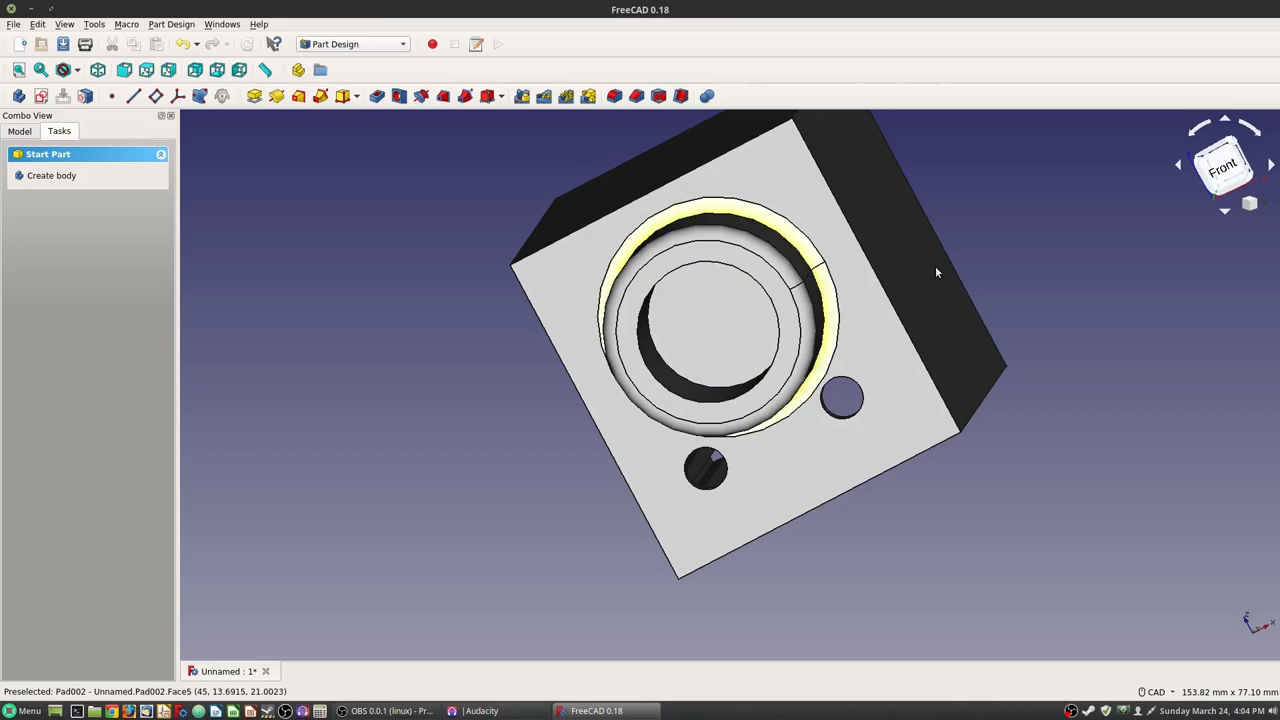 FreeCAD 0.18
File Edit View Tools Macro Part Design Windows Help
Part Design
Combo View
Model Tasks
Start Part
Create body
Front
Z
X
Unnamed : 1*
Preselected: Pad002 - Unnamed.Pad002.Face5 (45, 13.6915, 21.0023)
CAD 153.82 mm x 77.10 mm
Menu
OBS 0.0.1 (linux) - Pr...
Audacity
FreeCAD 0.18
Sunday March 24, 4:04 PM